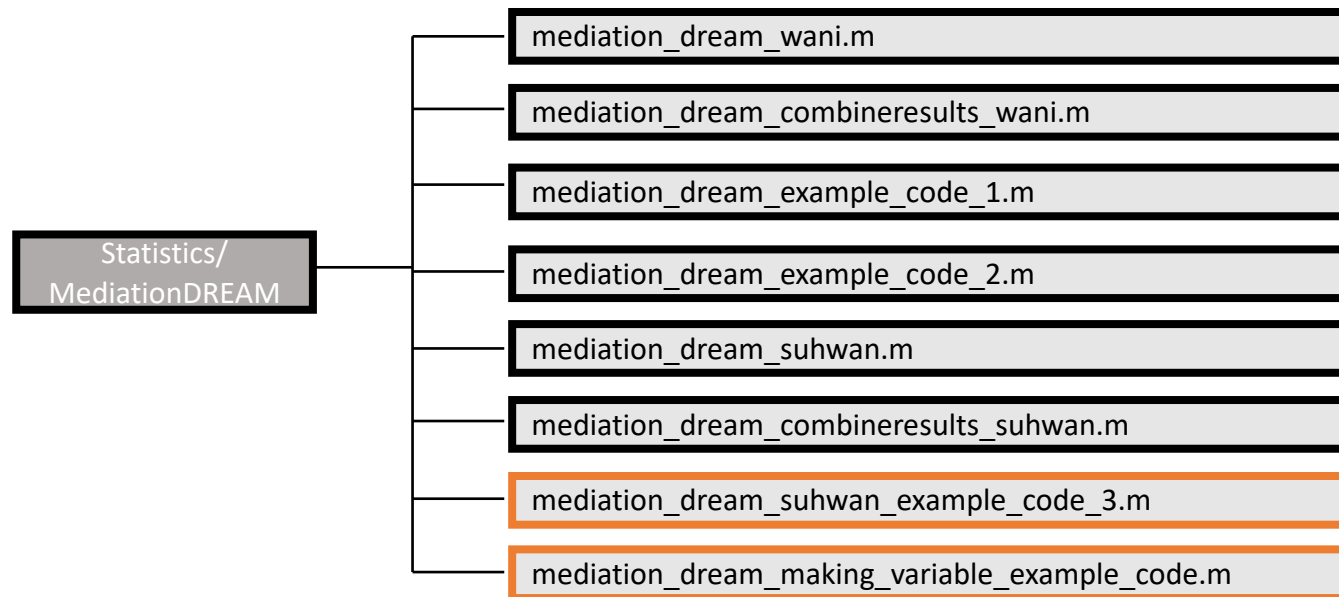 mediation_dream_wani.m
mediation_dream_combineresults_wani.m
mediation_dream_example_code_1.m
Statistics/
MediationDREAM
mediation_dream_example_code_2.m
mediation_dream_suhwan.m
mediation_dream_combineresults_suhwan.m
mediation_dream_suhwan_example_code_3.m
mediation_dream_making_variable_example_code.m